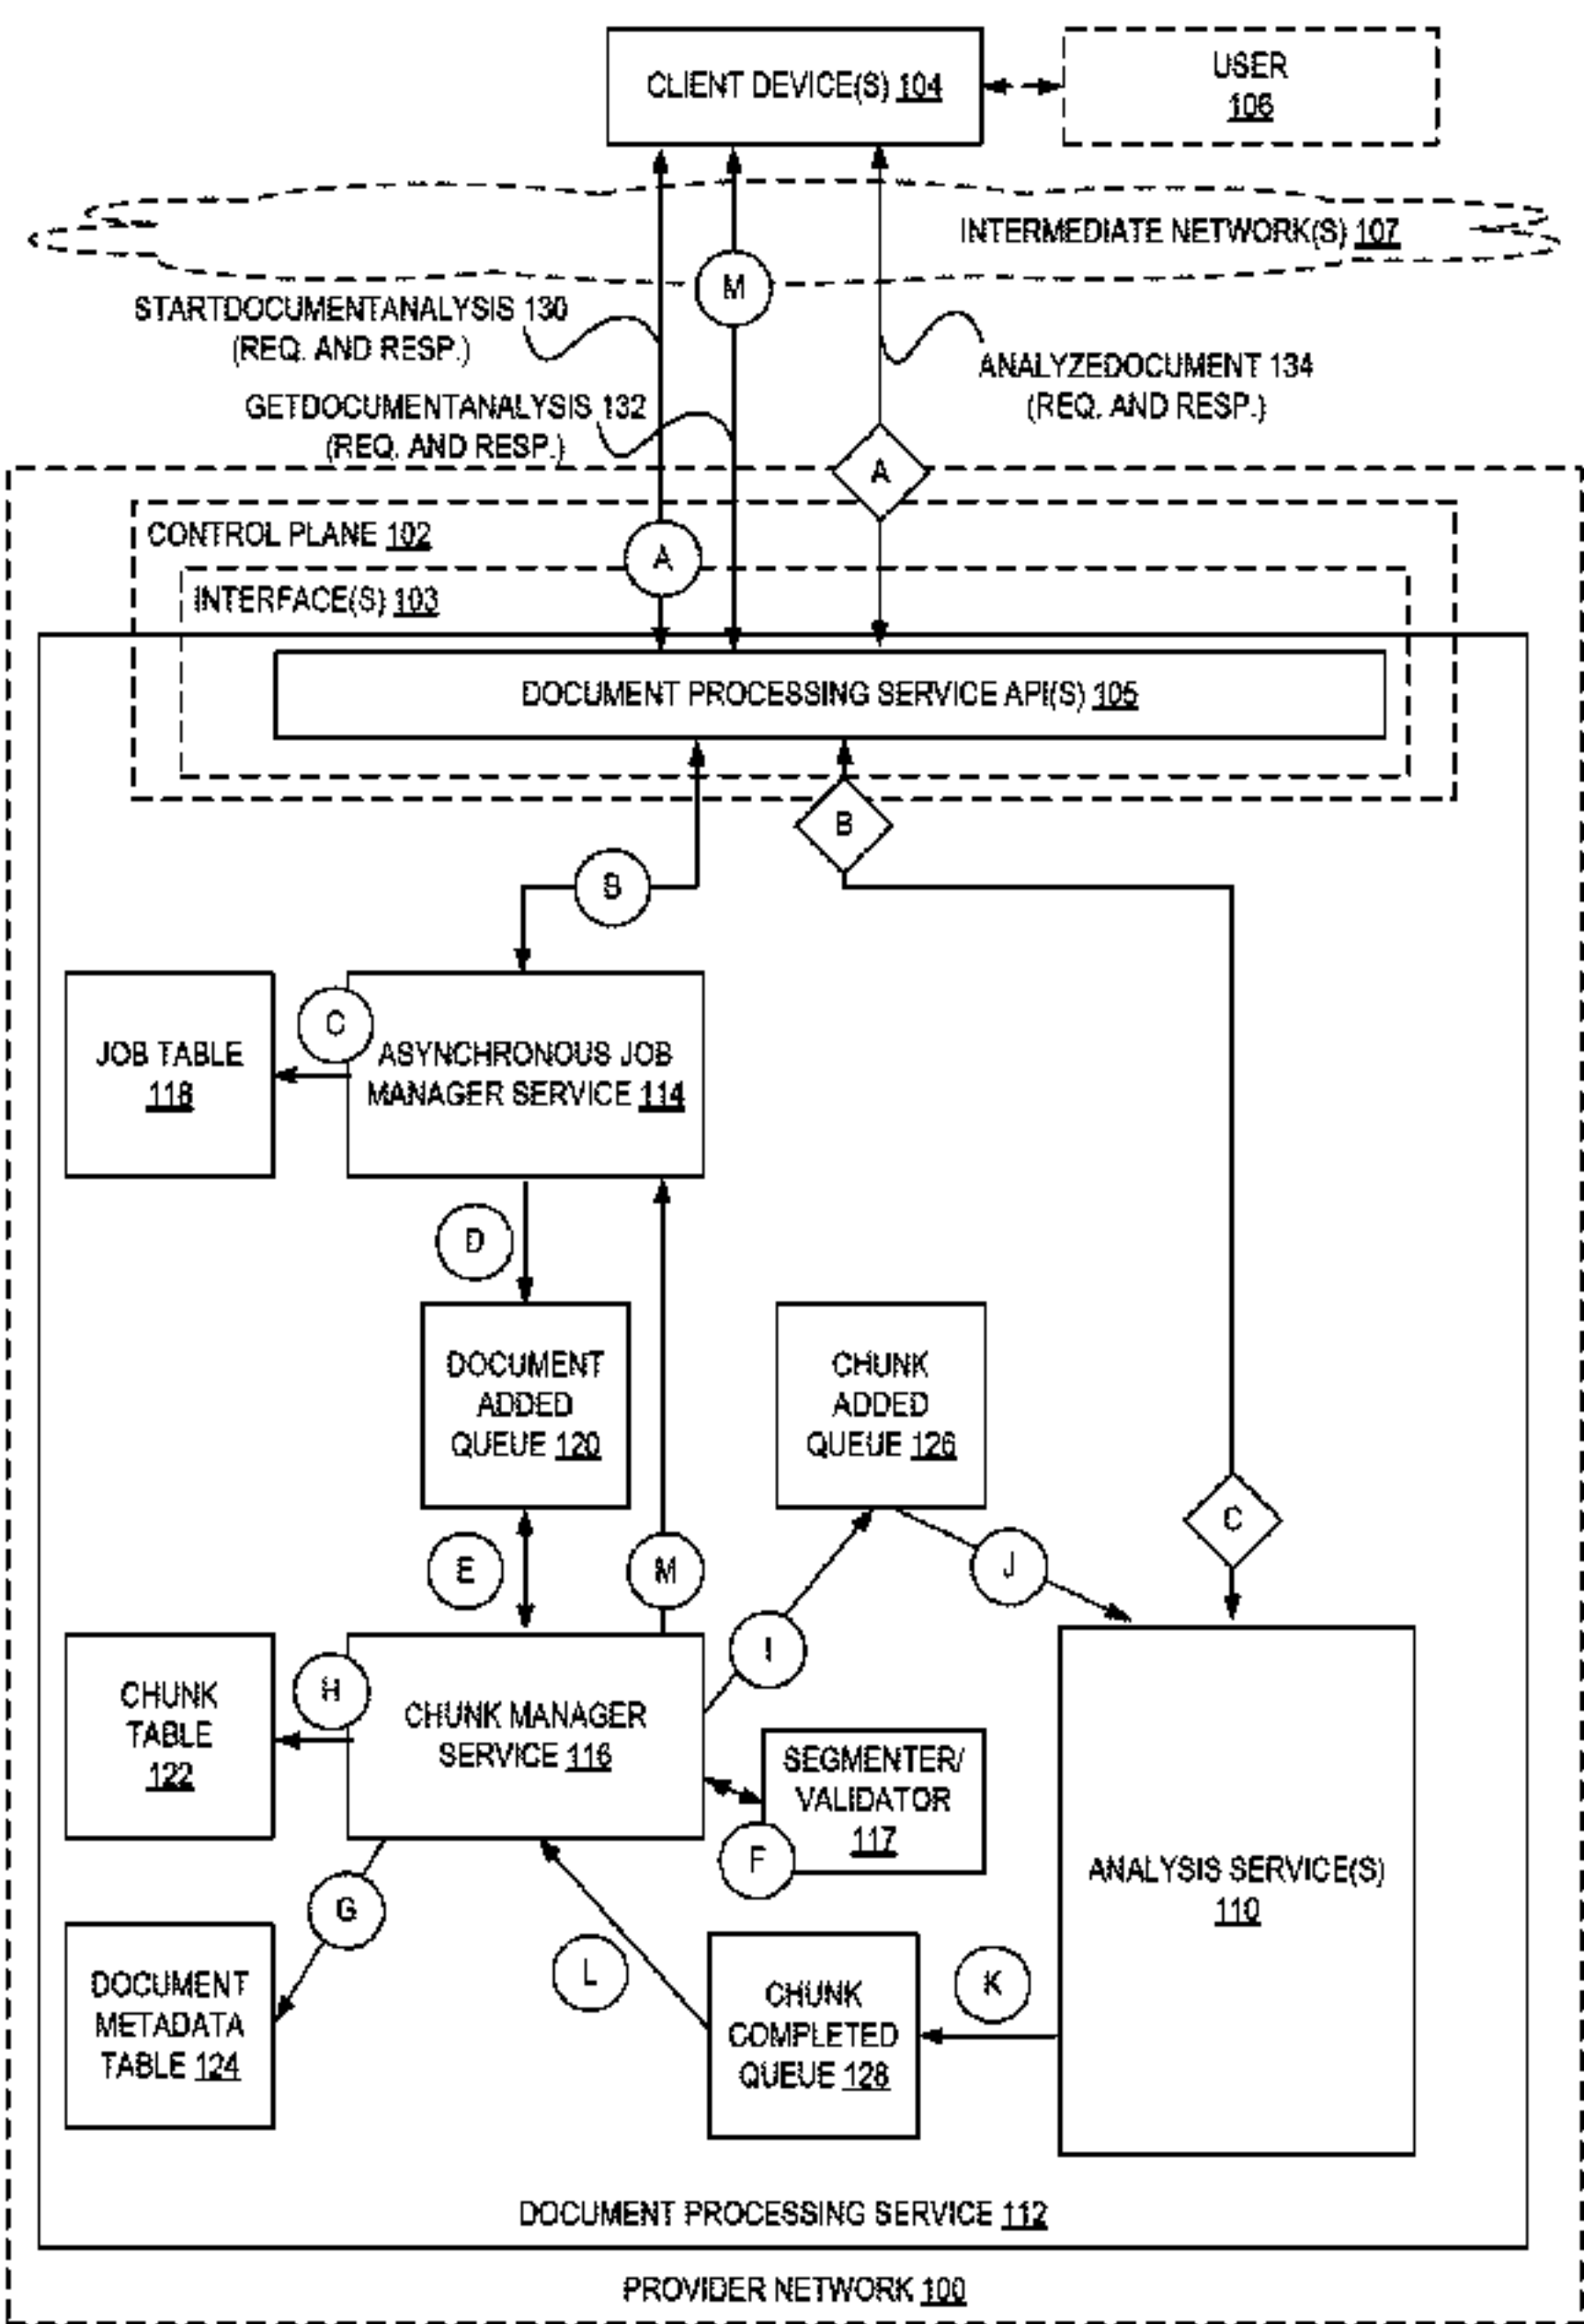 CLIENT DEVICE(S) 104
USER
106
INTERMEDIATE NETWORK(S) 107
M
STARTDOCUMENTANALYSIS 130
(REQ. AND RESP.)
ANALYZEDOCUMENT 134
(REQ. AND RESP.)
GETDOCUMENTANALYSIS 132
(REQ. AND RESP.)
A
CONTROL PLANE 102
A
INTERFACE(S) 103
DOCUMENT PROCESSING SERVICE API(S) 105
B
B
C
JOB TABLE
118
ASYNCHRONOUS JOB
MANAGER SERVICE 114
D
DOCUMENT
ADDED
QUEUE 120
CHUNK
ADDED
QUEUE 126
C
E
M
J
I
H
CHUNK
TABLE
122
CHUNK MANAGER
SERVICE 116
SEGMENTER/
VALIDATOR
117
F
ANALYSIS SERVICE(S)
110
G
L
K
DOCUMENT
METADATA
TABLE 124
CHUNK
COMPLETED
QUEUE 128
DOCUMENT PROCESSING SERVICE 112
PROVIDER NETWORK 100